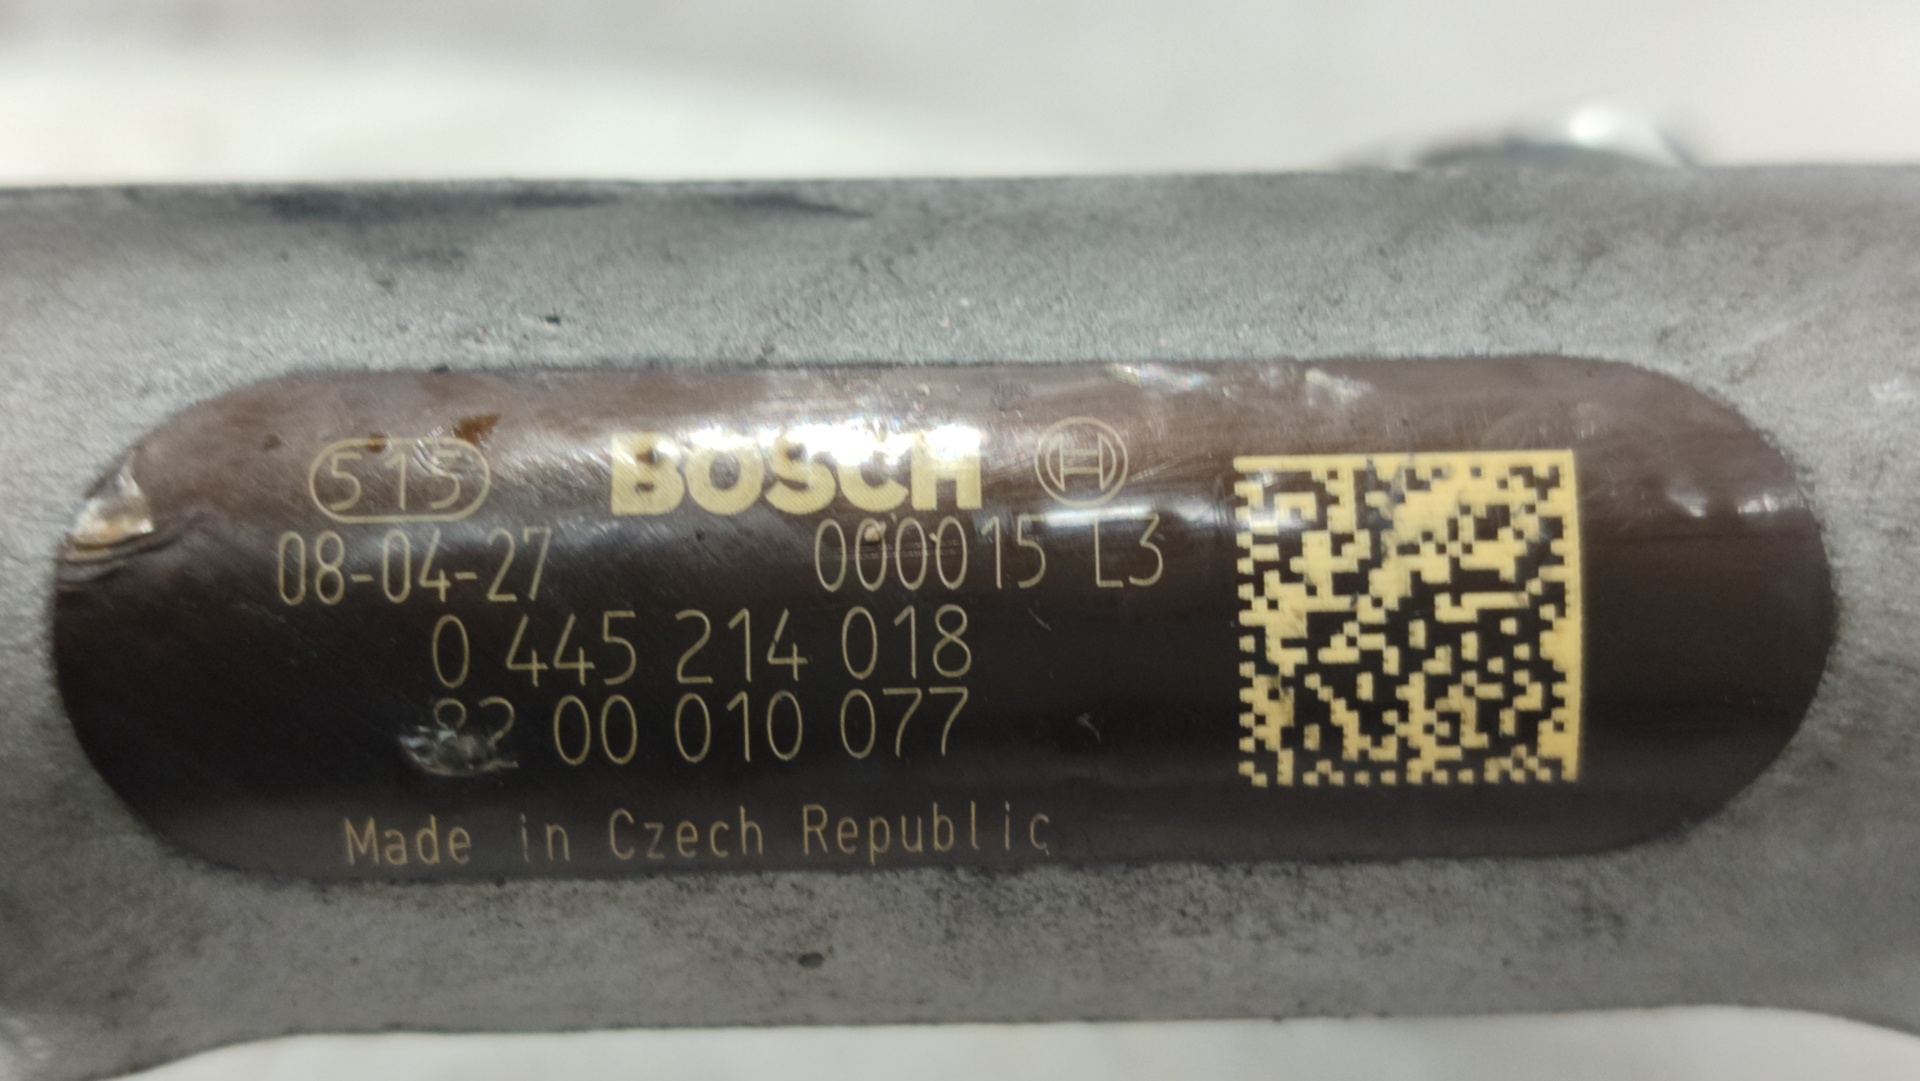 515 BOSCH
08-04-27 000015 L3
0 445 214 018
82 00 010 077
Made in Czech Republic